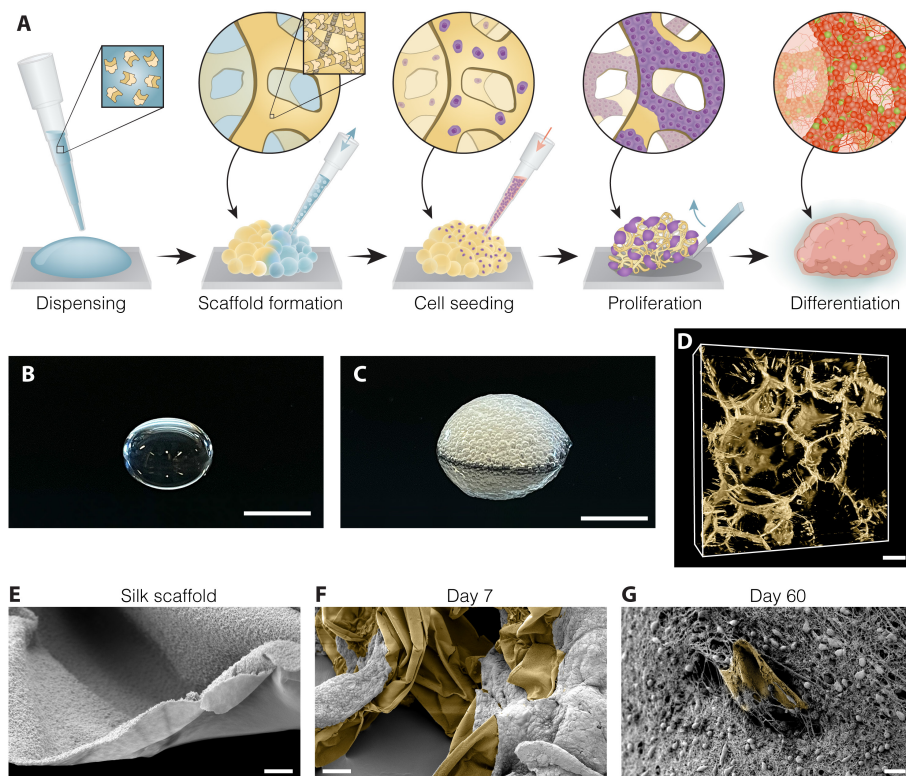 A
Dispensing
Scaffold formation
Cell seeding
Proliferation
Differentiation
B
C
D
E
Silk scaffold
F
Day 7
G
Day 60